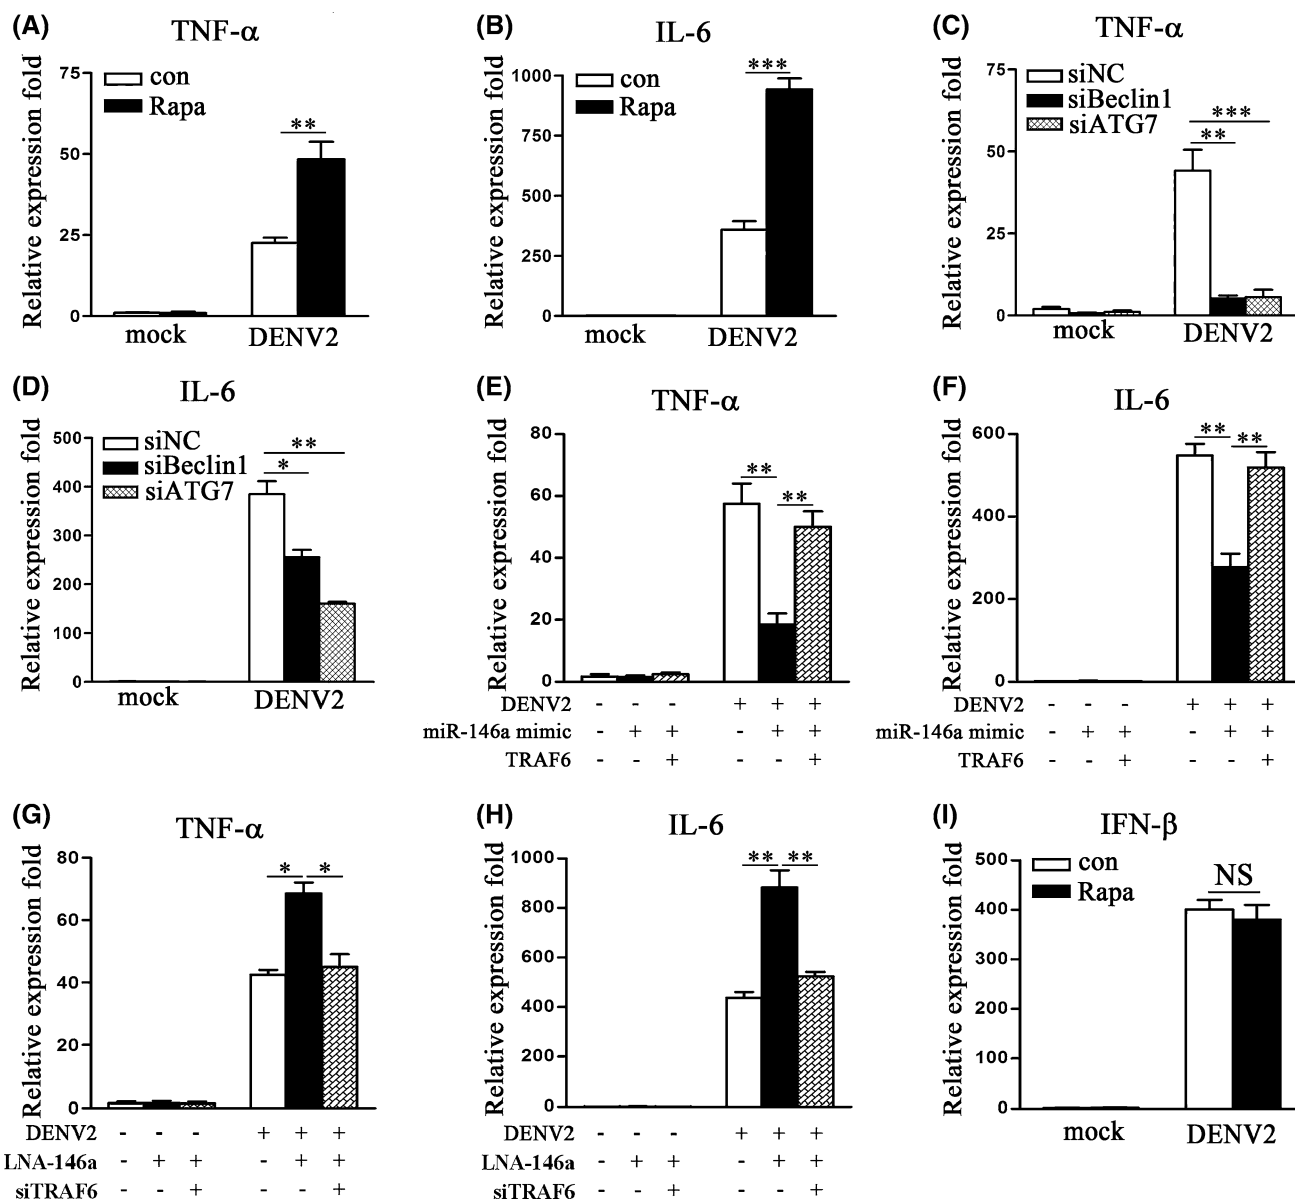 (A) TNF-α
Relative expression fold
75
50
25
0
con
Rapa
**
mock DENV2
(B) IL-6
Relative expression fold
1000
750
500
250
0
con
Rapa
***
mock DENV2
(C) TNF-α
Relative expression fold
75
50
25
0
siNC
siBeclin1
siATG7
***
**
mock DENV2
(D) IL-6
Relative expression fold
500
400
300
200
100
0
siNC
siBeclin1
siATG7
**
*
mock DENV2
(E) TNF-α
Relative expression fold
80
60
40
20
0
** **
DENV2 - - - + + +
miR-146a mimic - + + - + +
TRAF6 - - + - - +
(F) IL-6
Relative expression fold
600
400
200
0
** **
DENV2 - - - + + +
miR-146a mimic - + + - + +
TRAF6 - - + - - +
(G) TNF-α
Relative expression fold
80
60
40
20
0
* *
DENV2 - - - + + +
LNA-146a - + + - + +
siTRAF6 - - + - - +
(H) IL-6
Relative expression fold
1000
800
600
400
200
0
** **
DENV2 - - - + + +
LNA-146a - + + - + +
siTRAF6 - - + - - +
(I) IFN-β
Relative expression fold
500
400
300
200
100
0
con
Rapa
NS
mock DENV2